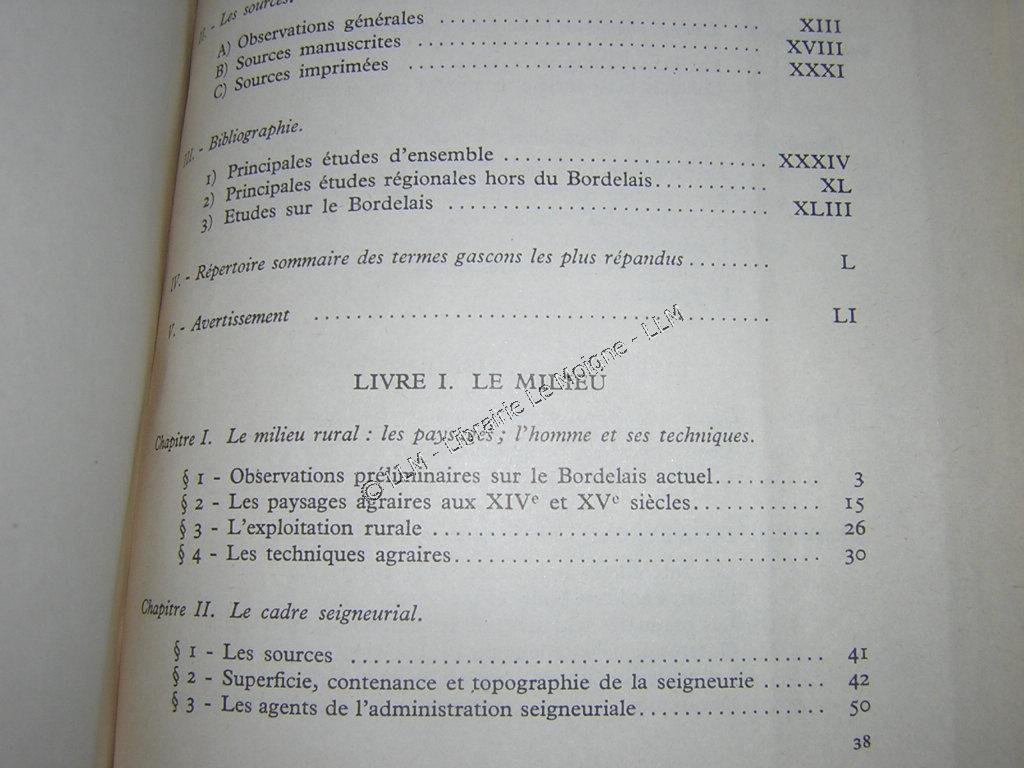 II. - Les sources.
A) Observations générales ........................ XIII
B) Sources manuscrites ........................ XVIII
C) Sources imprimées ........................ XXXI
III. - Bibliographie.
1) Principales études d'ensemble ........................ XXXIV
2) Principales études régionales hors du Bordelais........... XL
3) Etudes sur le Bordelais ........................ XLIII
IV. - Répertoire sommaire des termes gascons les plus répandus ........ L
V. - Avertissement ........................ LI
LIVRE I. LE MILIEU
Chapitre I. Le milieu rural : les paysages ; l'homme et ses techniques.
§ 1 - Observations préliminaires sur le Bordelais actuel.......... 3
§ 2 - Les paysages agraires aux XIVe et XVe siècles............ 15
§ 3 - L'exploitation rurale ........................ 26
§ 4 - Les techniques agraires........................ 30
Chapitre II. Le cadre seigneurial.
§ 1 - Les sources ........................ 41
§ 2 - Superficie, contenance et topographie de la seigneurie ...... 42
§ 3 - Les agents de l'administration seigneuriale................. 50
38
© LLM - Librairie Le Moigne - LLM